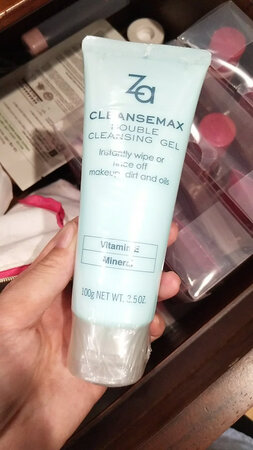 Za
CLEANSEMAX
DOUBLE
CLEANSING GEL
Instantly wipe or
rinse off
makeup, dirt and oils
Vitamin E
Mineral
100g NET WT. 3.5OZ.